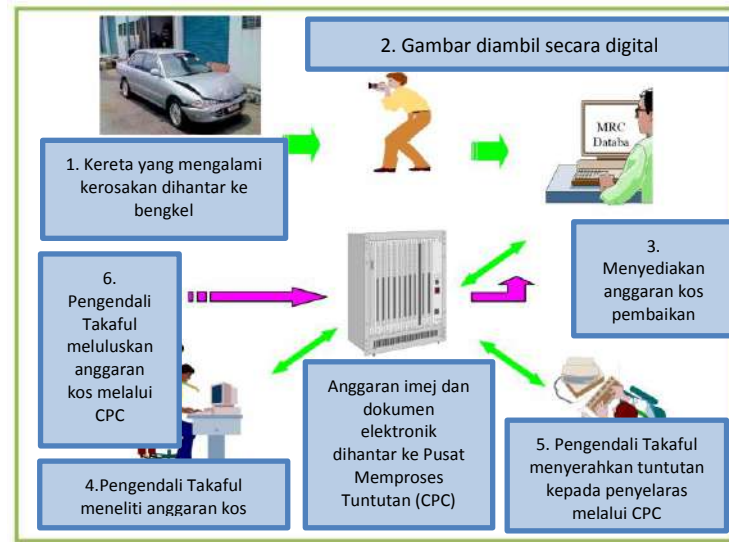 2. Gambar diambil secara digital
MRC
Databa
1. Kereta yang mengalami
kerosakan dihantar ke
bengkel
3.
Menyediakan
anggaran kos
pembaikan
6.
Pengendali
Takaful
meluluskan
anggaran
kos melalui
CPC
Anggaran imej dan
dokumen
elektronik
dihantar ke Pusat
Memproses
Tuntutan (CPC)
4.Pengendali Takaful
meneliti anggaran kos
5. Pengendali Takaful
menyerahkan tuntutan
kepada penyelaras
melalui CPC